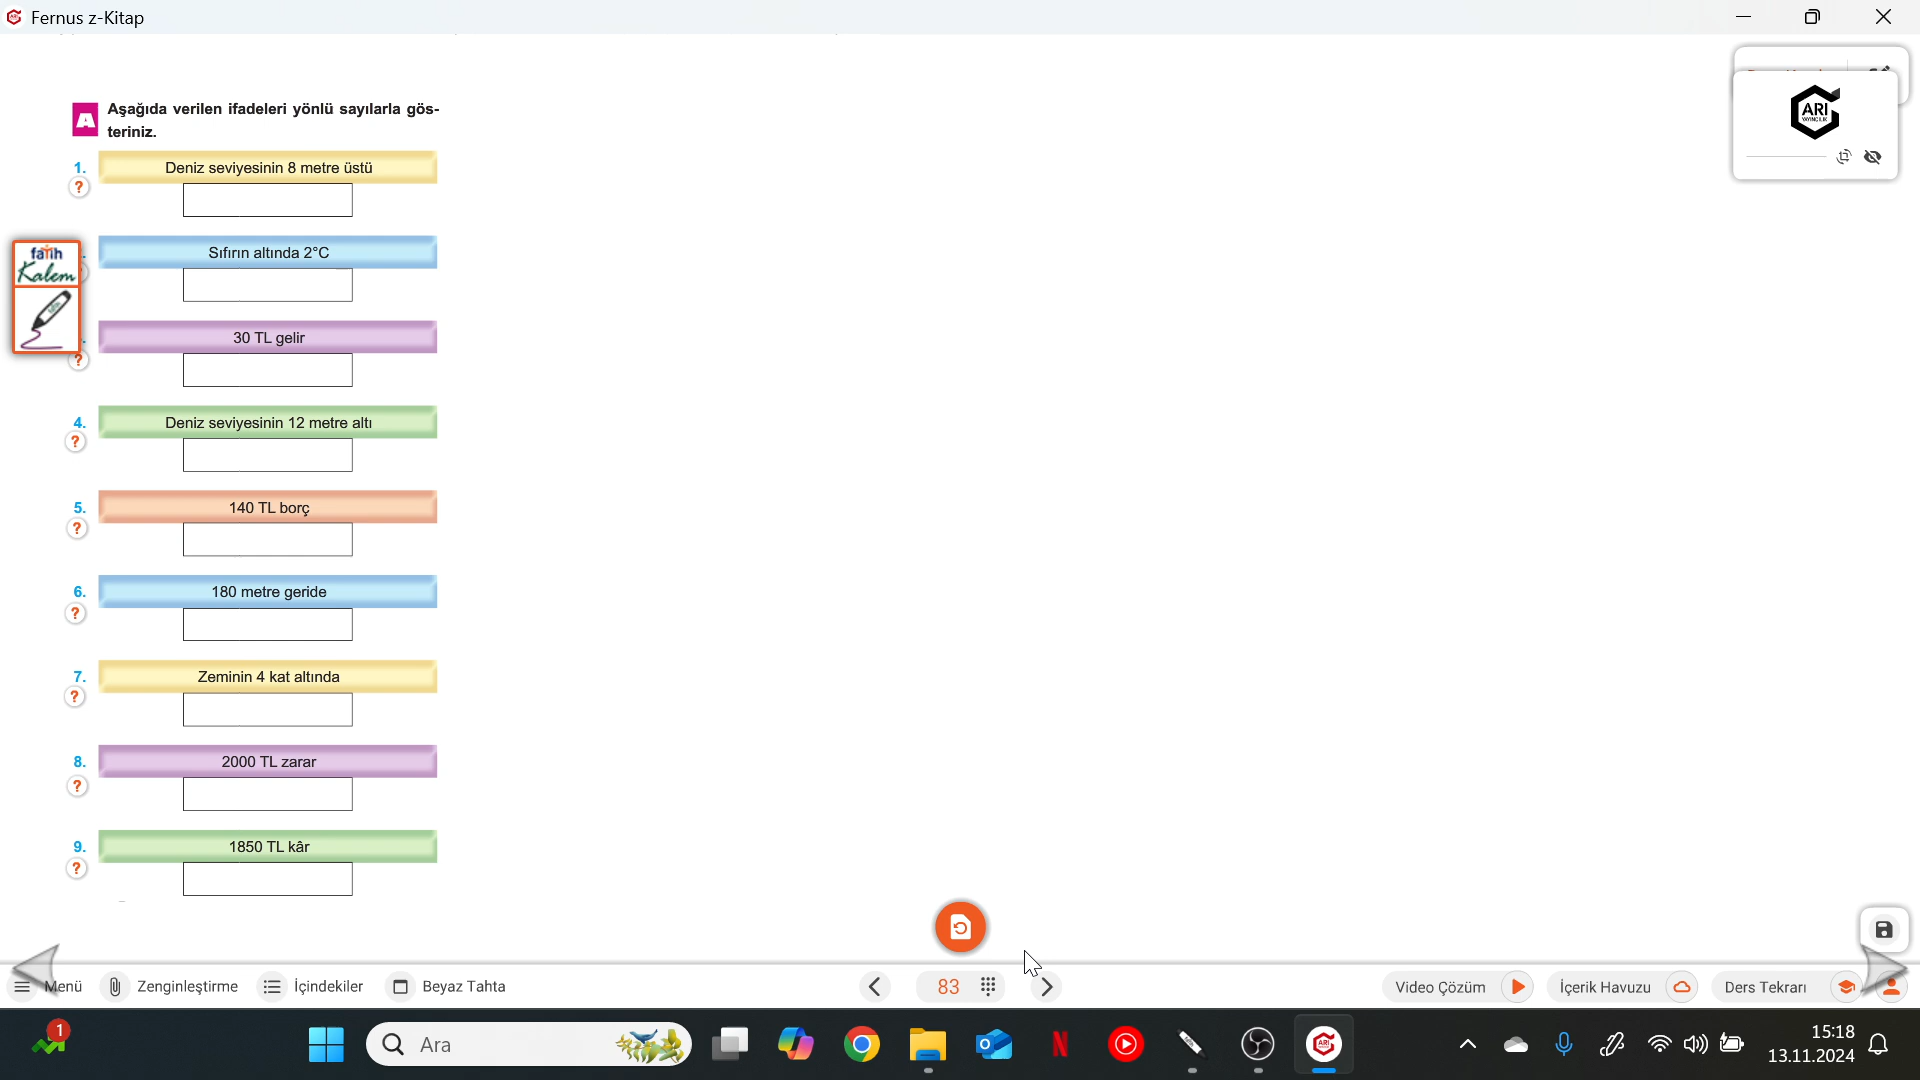 Fernus z-Kitap
ARI
YAYINCILIK
A Aşağıda verilen ifadeleri yönlü sayılarla gös-
teriniz.
1. Deniz seviyesinin 8 metre üstü
?
Sıfırın altında 2°C
fatih
Kalem
30 TL gelir
?
4. Deniz seviyesinin 12 metre altı
?
5. 140 TL borç
?
6. 180 metre geride
?
7. Zeminin 4 kat altında
?
8. 2000 TL zarar
?
9. 1850 TL kâr
?
Menü Zenginleştirme İçindekiler Beyaz Tahta 83 Video Çözüm İçerik Havuzu Ders Tekrarı
1 Ara 15:18
13.11.2024